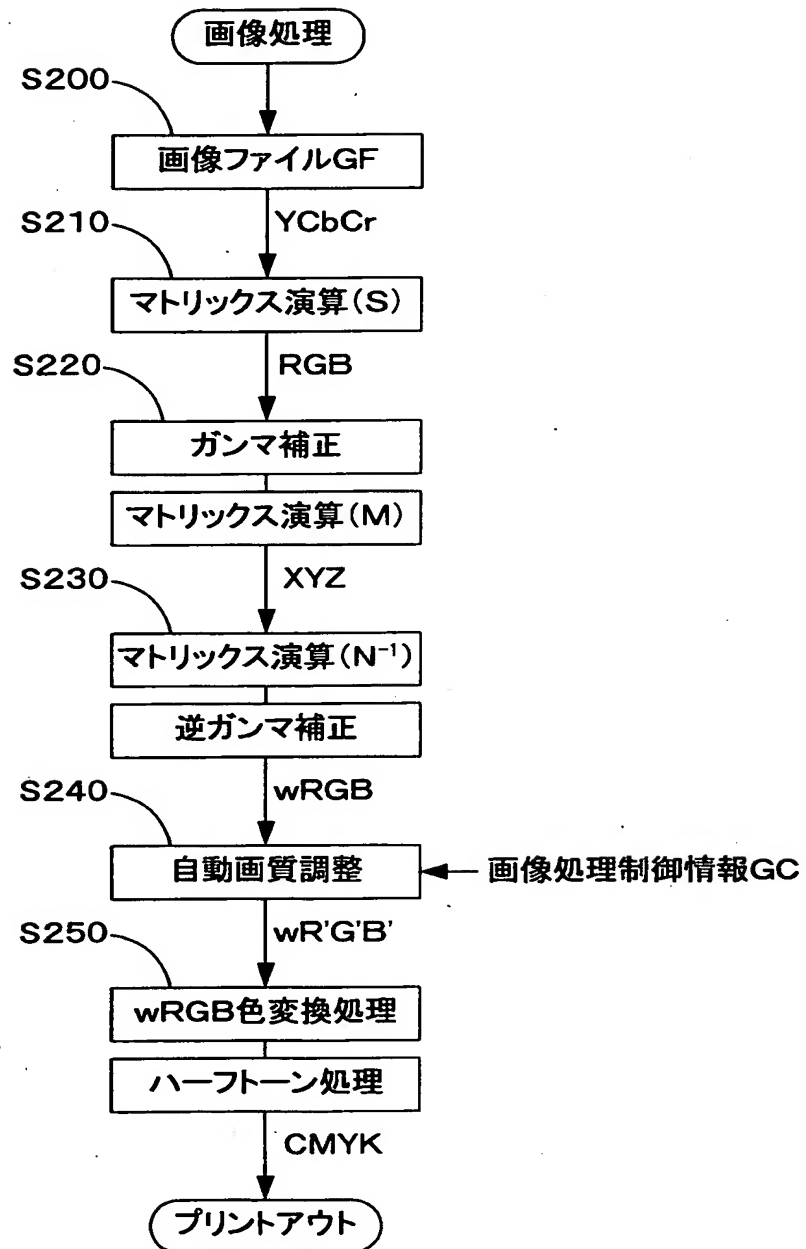 画像処理
S200
画像ファイルGF
S210
YCbCr
マトリックス演算(S)
S220
RGB
ガンマ補正
マトリックス演算(M)
S230
XYZ
マトリックス演算(N⁻¹)
逆ガンマ補正
S240
wRGB
自動画質調整
画像処理制御情報GC
S250
wR'G'B'
wRGB色変換処理
ハーフトーン処理
CMYK
プリントアウト